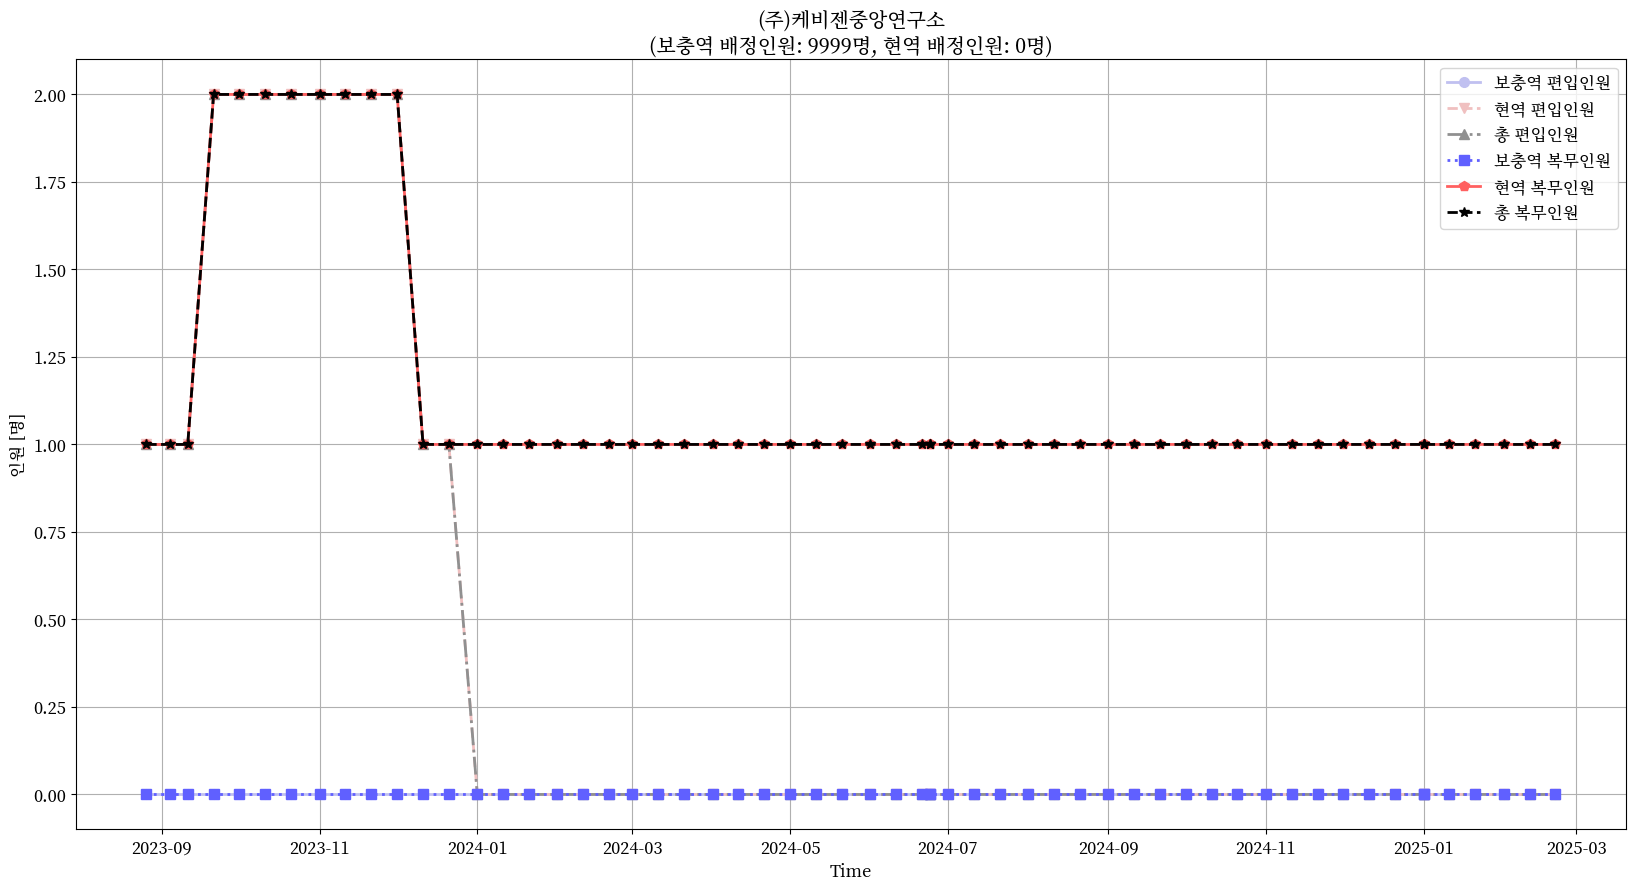 (주)케비젠중앙연구소
(보충역 배정인원: 9999명, 현역 배정인원: 0명)
보충역 편입인원
현역 편입인원
총 편입인원
보충역 복무인원
현역 복무인원
총 복무인원
인원 [명]
2.00
1.75
1.50
1.25
1.00
0.75
0.50
0.25
0.00
2023-09 2023-11 2024-01 2024-03 2024-05 2024-07 2024-09 2024-11 2025-01 2025-03
Time